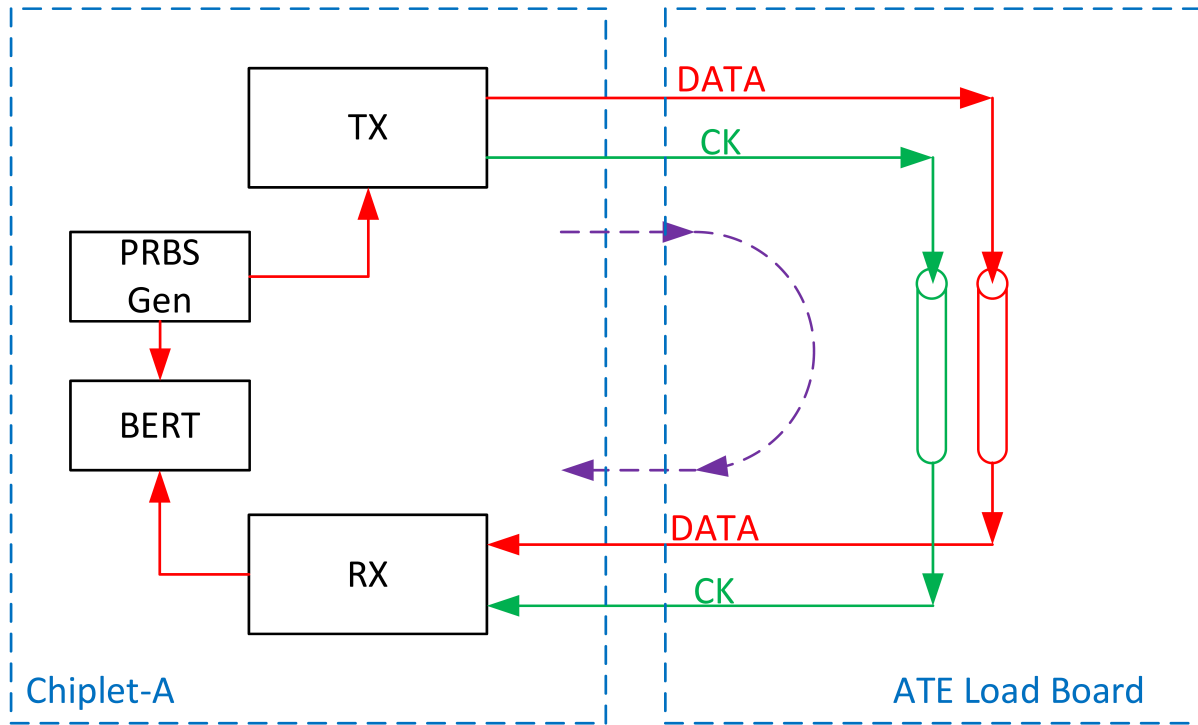 DATA
TX
CK
PRBS
Gen
BERT
DATA
RX
CK
Chiplet-A
ATE Load Board